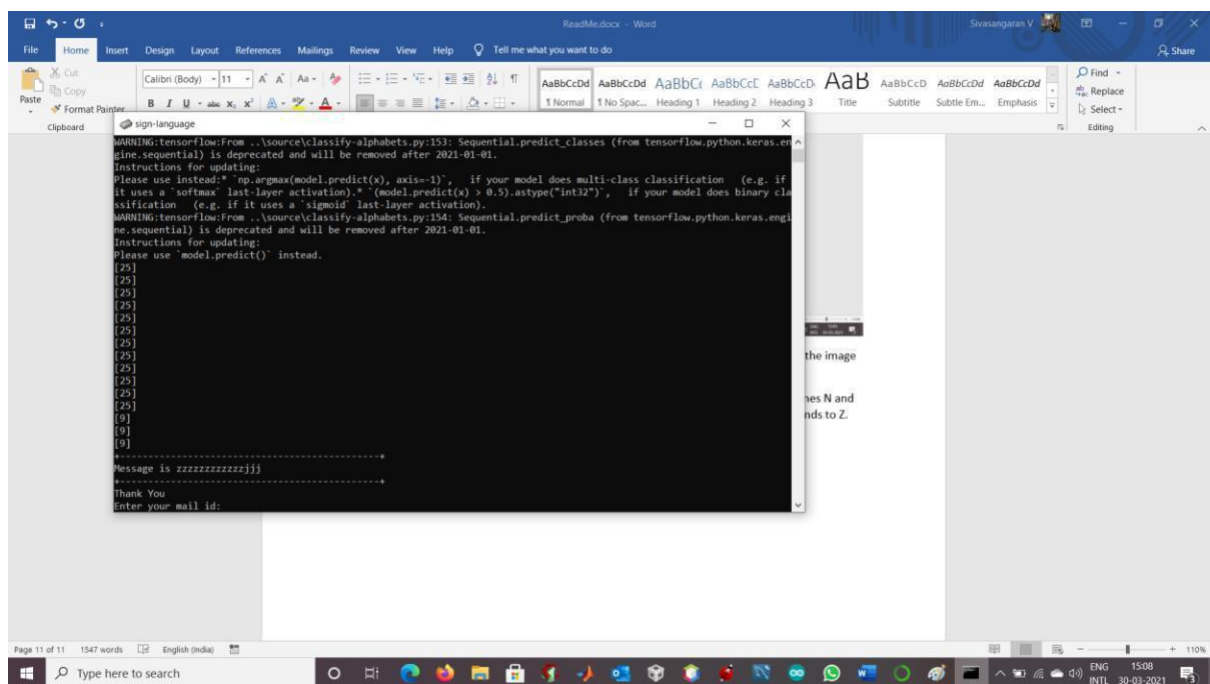 ReadMe.docx - Word
Sivasangaran V
File Home Insert Design Layout References Mailings Review View Help Tell me what you want to do
Share
Paste
Cut
Copy
Format Painter
Clipboard
Calibri (Body) 11
AaBbCcDd AaBbCcDd AaBbCc AaBbCcE AaBbCcD AaB AaBbCcD AaBbCcDd AaBbCcDd
1 Normal 1 No Spac... Heading 1 Heading 2 Heading 3 Title Subtitle Subtle Em... Emphasis
Find
Replace
Select
Editing
sign-language
WARNING:tensorflow:From ..\source\classify-alphabets.py:153: Sequential.predict_classes (from tensorflow.python.keras.en
gine.sequential) is deprecated and will be removed after 2021-01-01.
Instructions for updating:
Please use instead:* `np.argmax(model.predict(x), axis=-1)`,   if your model does multi-class classification   (e.g. if
it uses a `softmax` last-layer activation).* `(model.predict(x) > 0.5).astype("int32")`,   if your model does binary cla
ssification   (e.g. if it uses a `sigmoid` last-layer activation).
WARNING:tensorflow:From ..\source\classify-alphabets.py:154: Sequential.predict_proba (from tensorflow.python.keras.engi
ne.sequential) is deprecated and will be removed after 2021-01-01.
Instructions for updating:
Please use `model.predict()` instead.
[25]
[25]
[25]
[25]
[25]
[25]
[25]
[25]
[25]
[25]
[25]
[25]
[9]
[9]
[9]
+-----------------------------------------------+
Message is zzzzzzzzzzzzjjj
+-----------------------------------------------+
Thank You
Enter your mail id:
the image
nes N and
nds to Z.
Page 11 of 11 1547 words English (India)
110%
Type here to search
ENG 15:08
INTL 30-03-2021